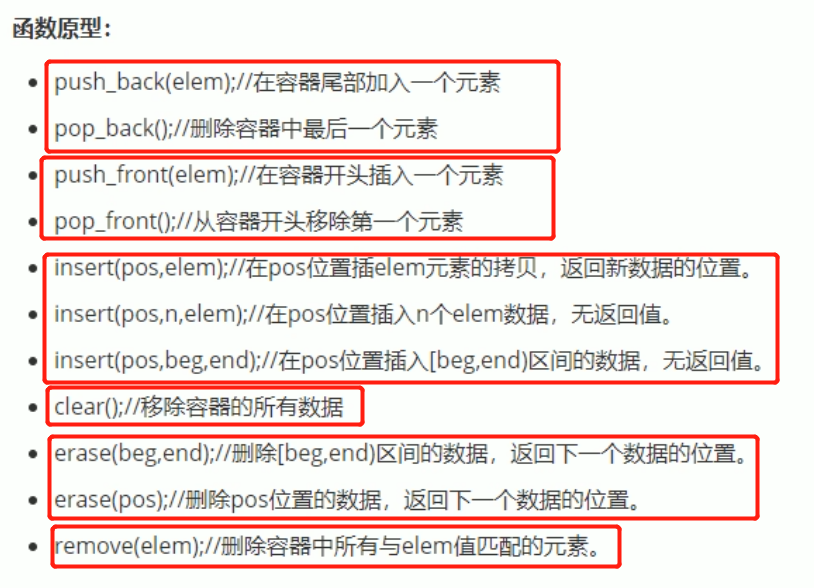 函数原型：
push_back(elem);//在容器尾部加入一个元素
pop_back();//删除容器中最后一个元素
push_front(elem);//在容器开头插入一个元素
pop_front();//从容器开头移除第一个元素
insert(pos,elem);//在pos位置插elem元素的拷贝，返回新数据的位置。
insert(pos,n,elem);//在pos位置插入n个elem数据，无返回值。
insert(pos,beg,end);//在pos位置插入[beg,end)区间的数据，无返回值。
clear();//移除容器的所有数据
erase(beg,end);//删除[beg,end)区间的数据，返回下一个数据的位置。
erase(pos);//删除pos位置的数据，返回下一个数据的位置。
remove(elem);//删除容器中所有与elem值匹配的元素。